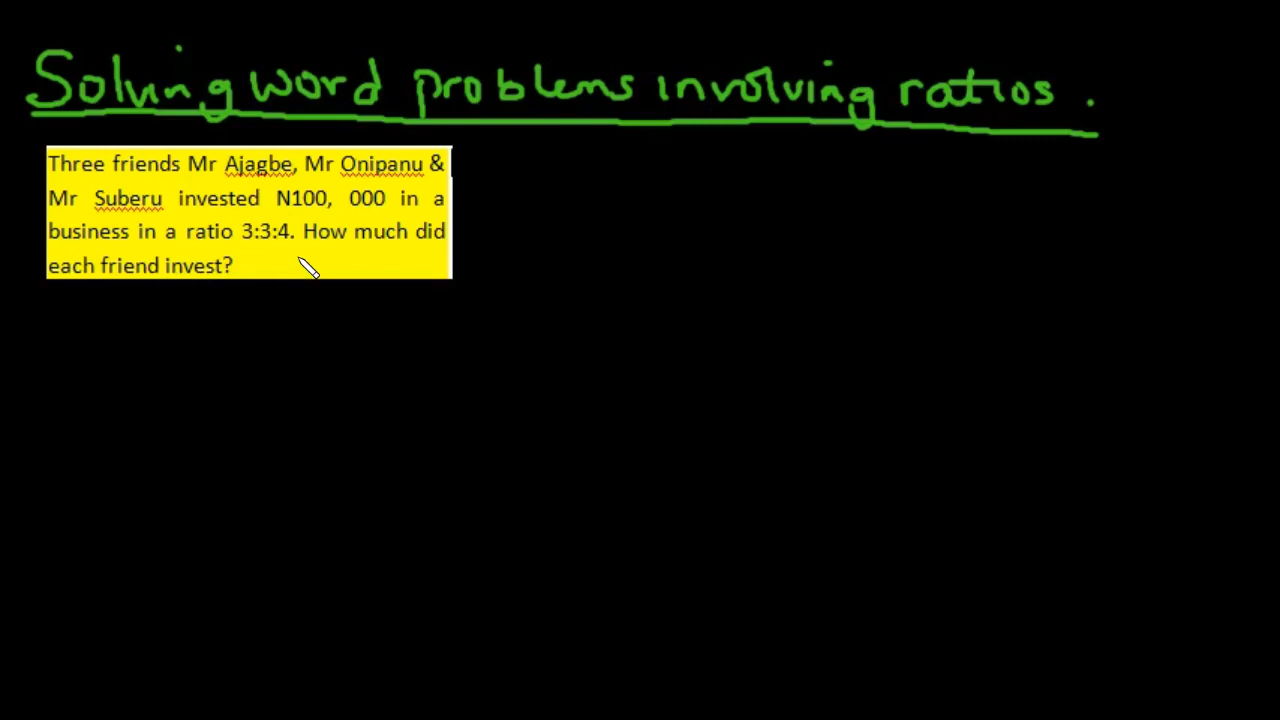 Solving word problems involving ratios.
Three friends Mr Ajagbe, Mr Onipanu &
Mr Suberu invested N100, 000 in a
business in a ratio 3:3:4. How much did
each friend invest?